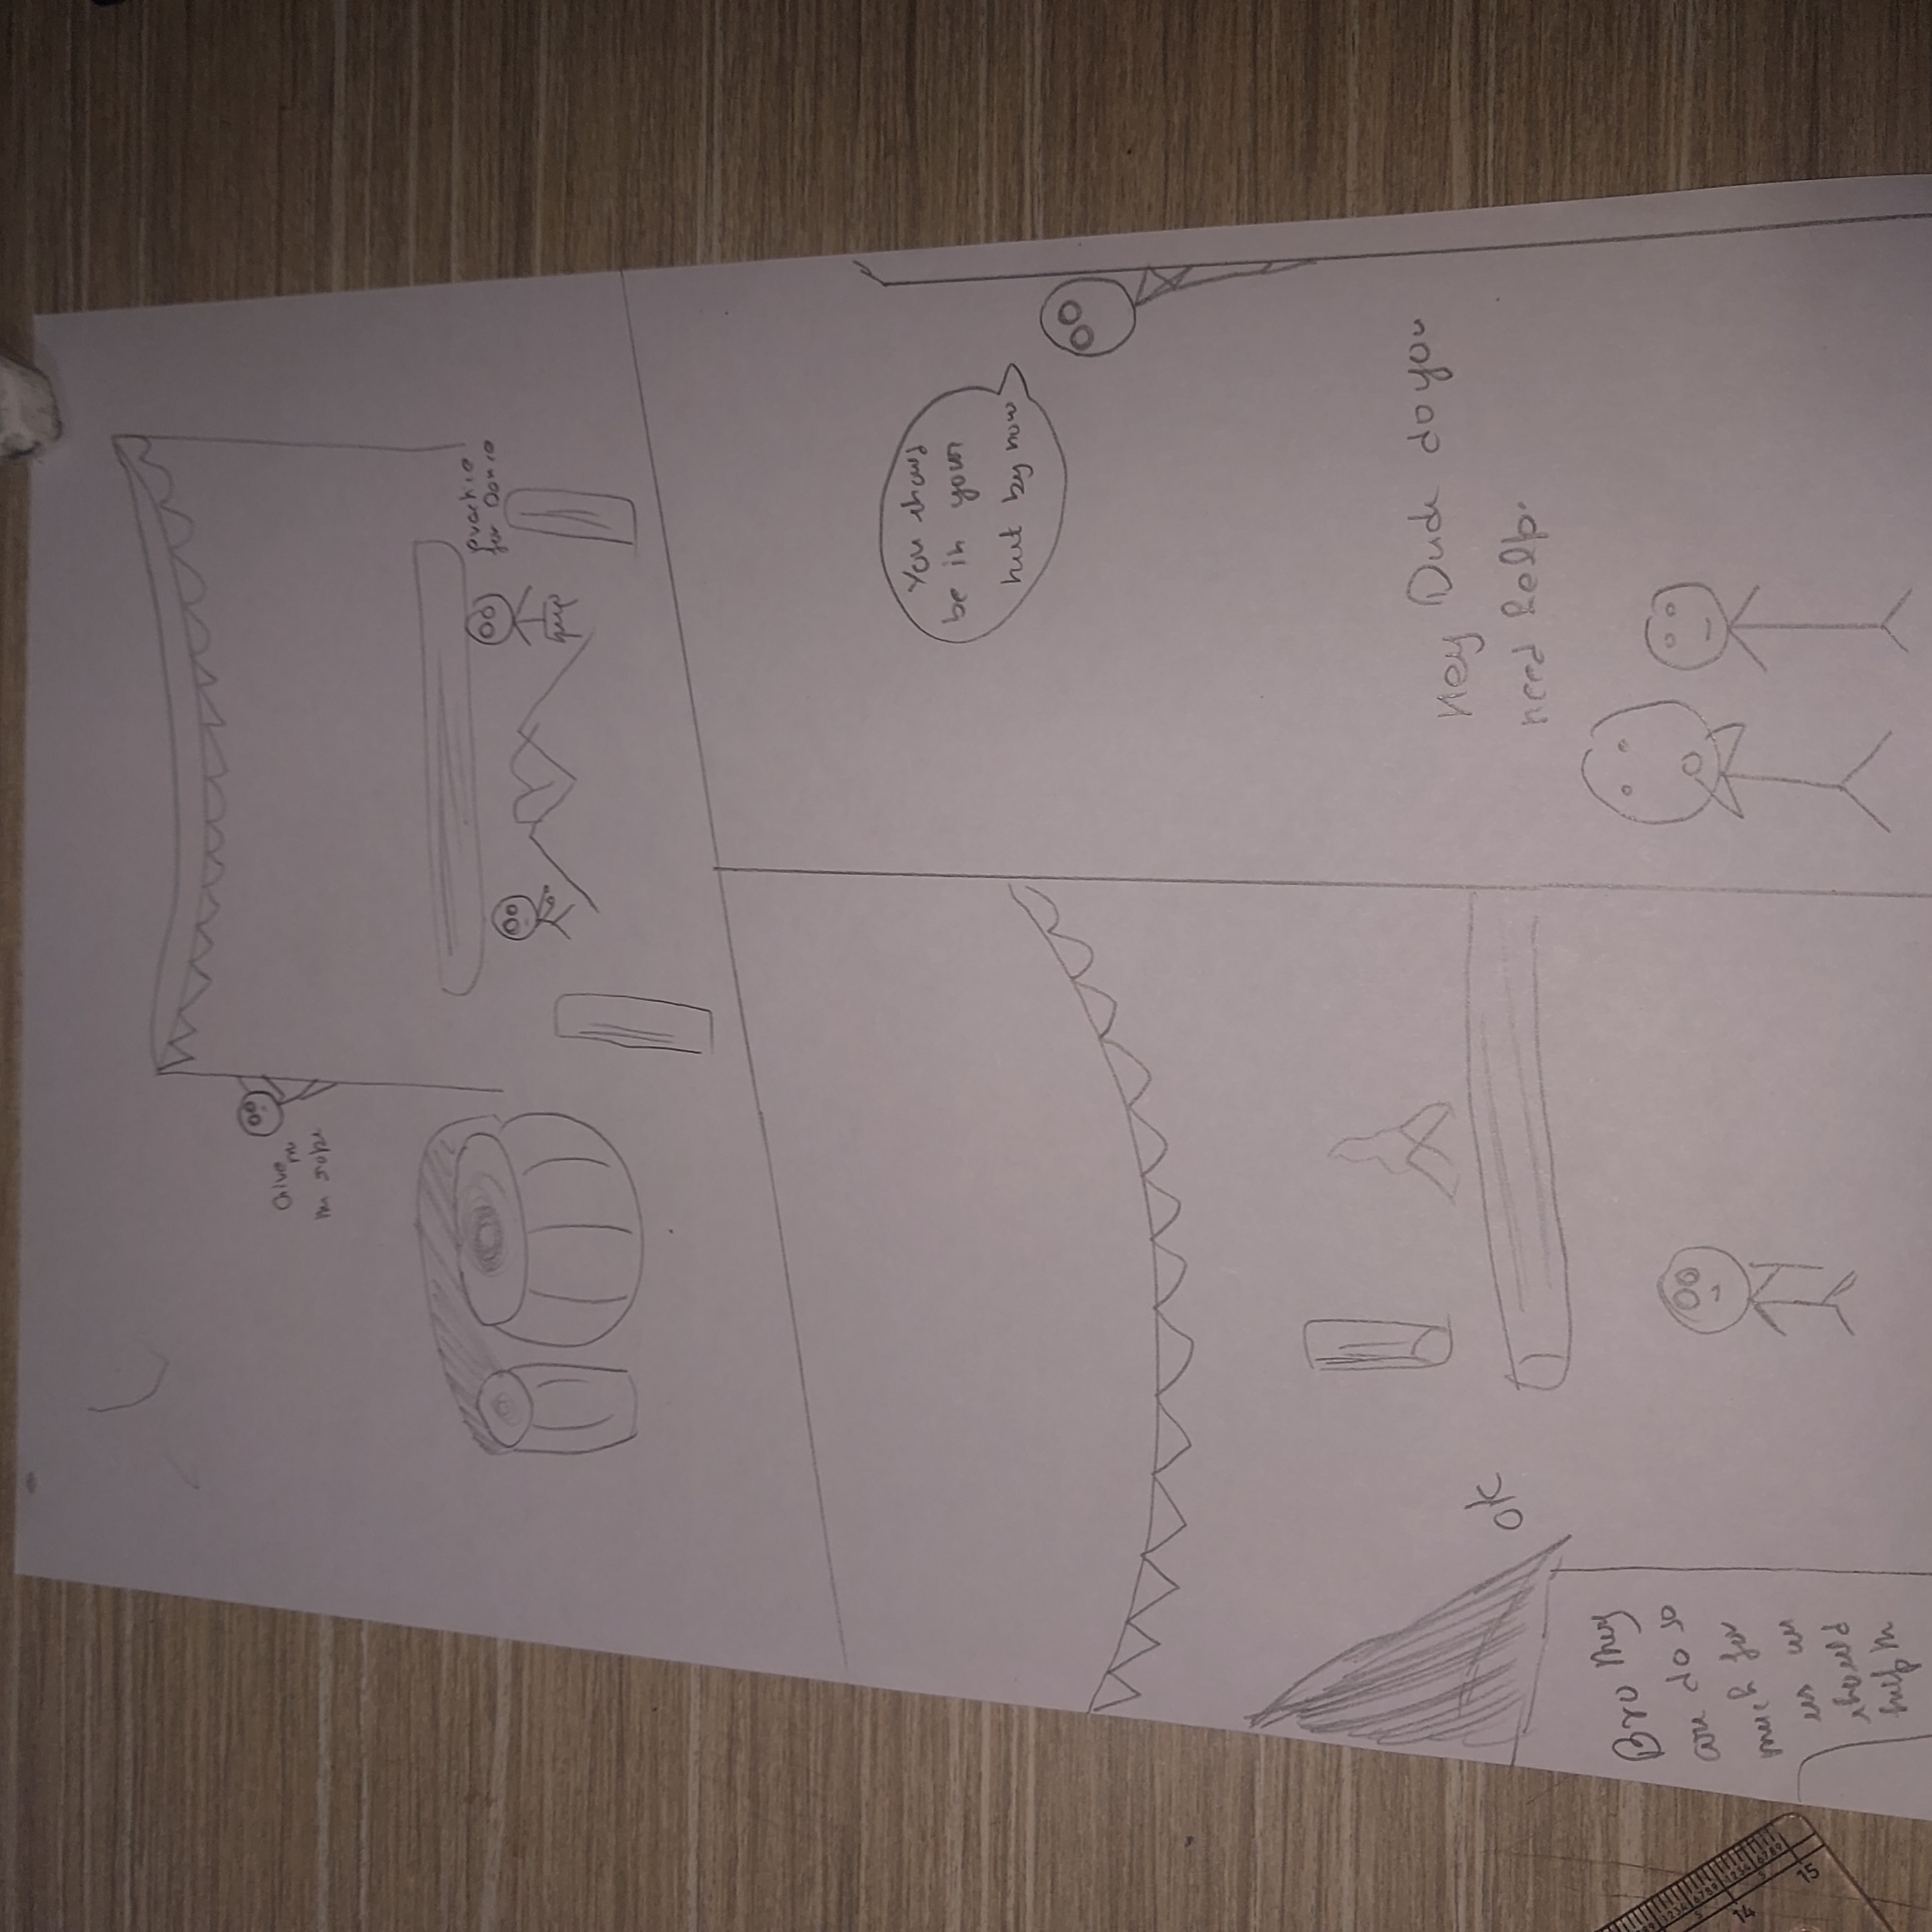 Give
m
m rope
practice
for Dance
You shoud
be in your
hut by now
Hey Dude do you
need help.
ok
Bro they
are do so
much for
us we
should
help m
14
15